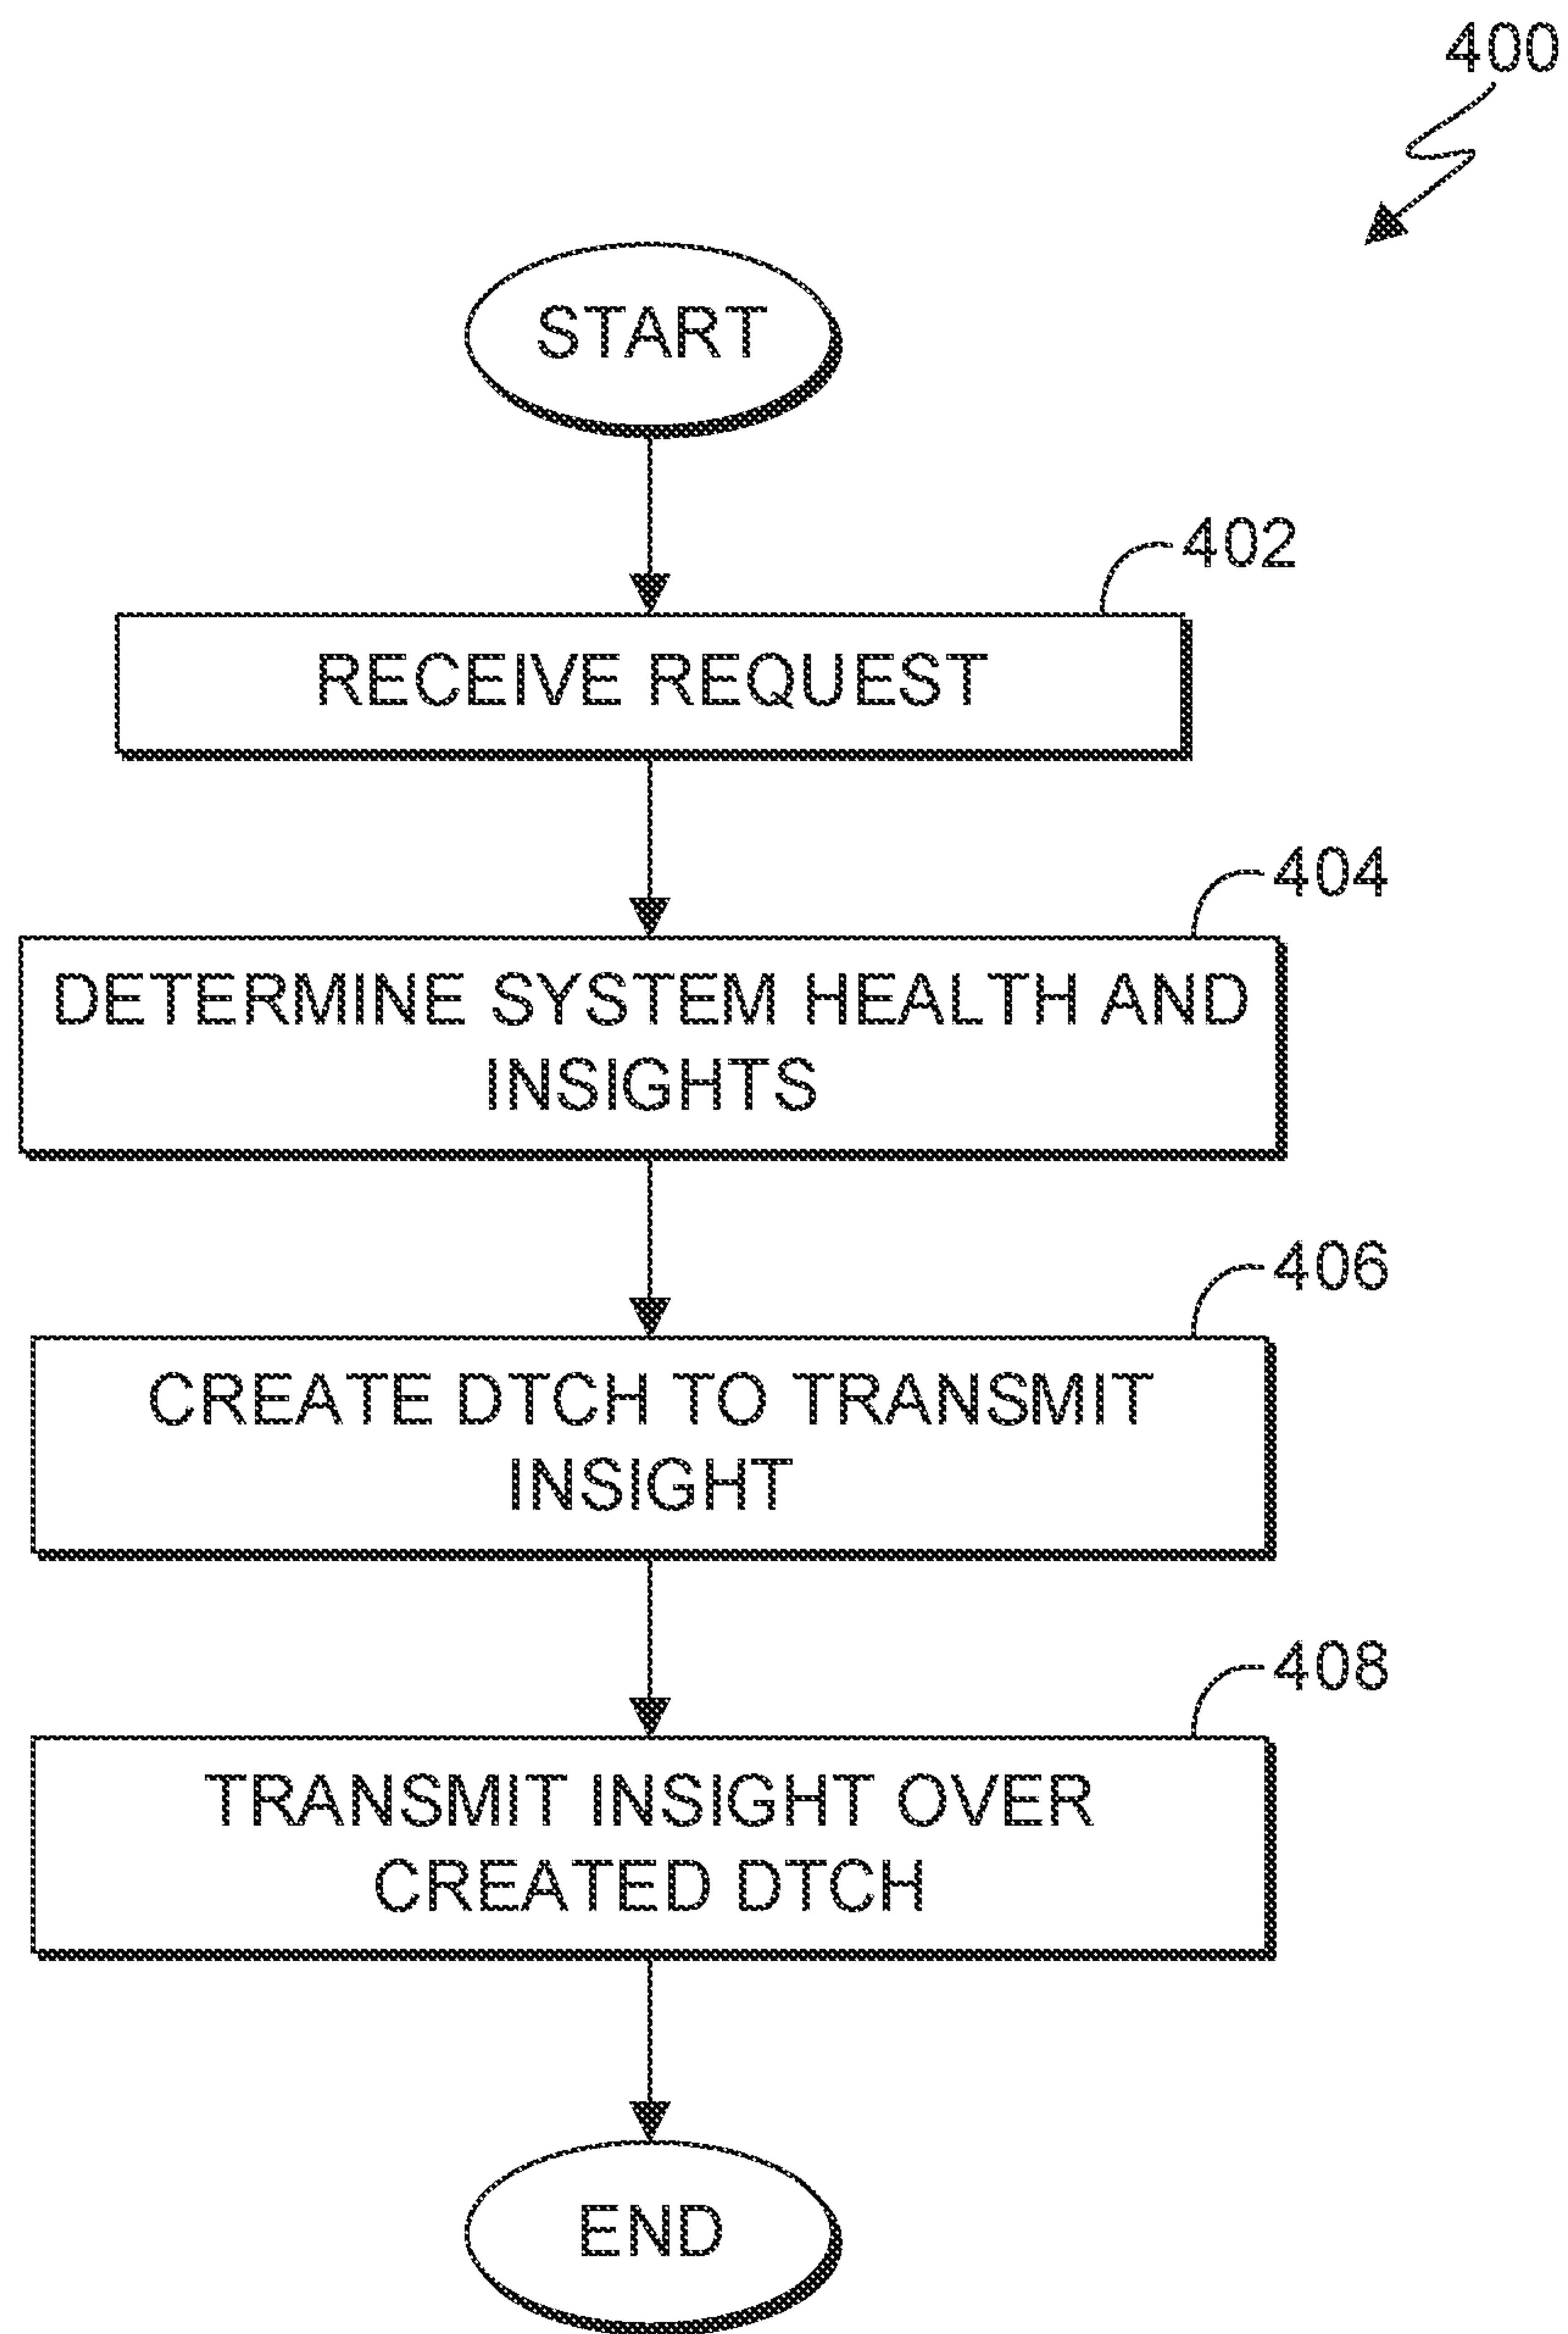 400
START
402
RECEIVE REQUEST
404
DETERMINE SYSTEM HEALTH AND
INSIGHTS
406
CREATE DTCH TO TRANSMIT
INSIGHT
408
TRANSMIT INSIGHT OVER
CREATED DTCH
END